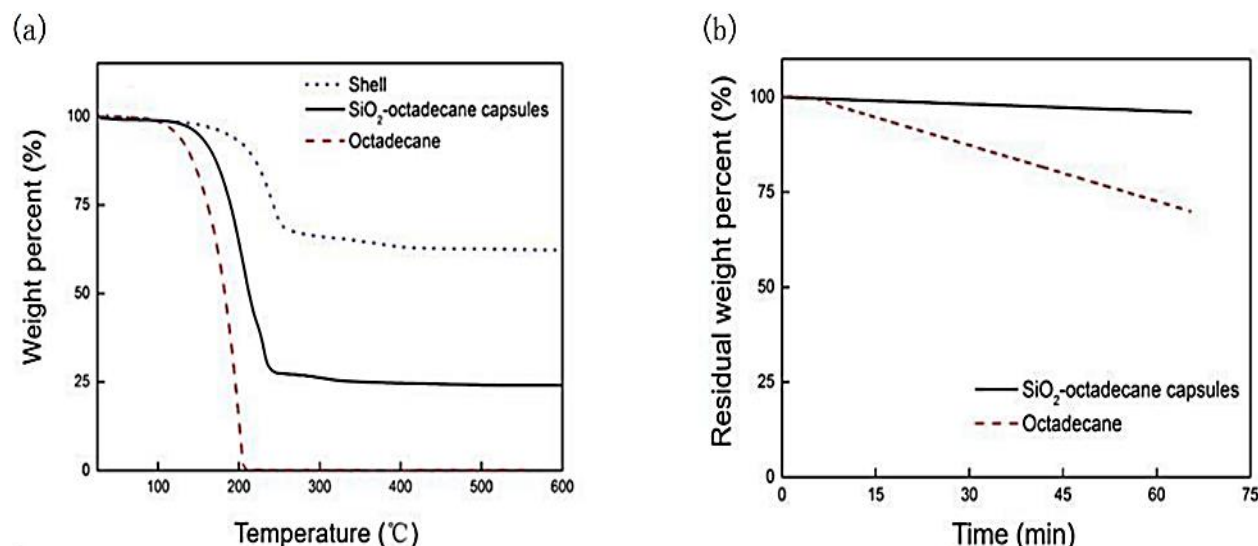 (a)
Shell
SiO₂-octadecane capsules
Octadecane
Weight percent (%)
100
75
50
25
0
100 200 300 400 500 600
Temperature (℃)
(b)
Residual weight percent (%)
100
75
50
25
0
SiO₂-octadecane capsules
Octadecane
0 15 30 45 60 75
Time (min)